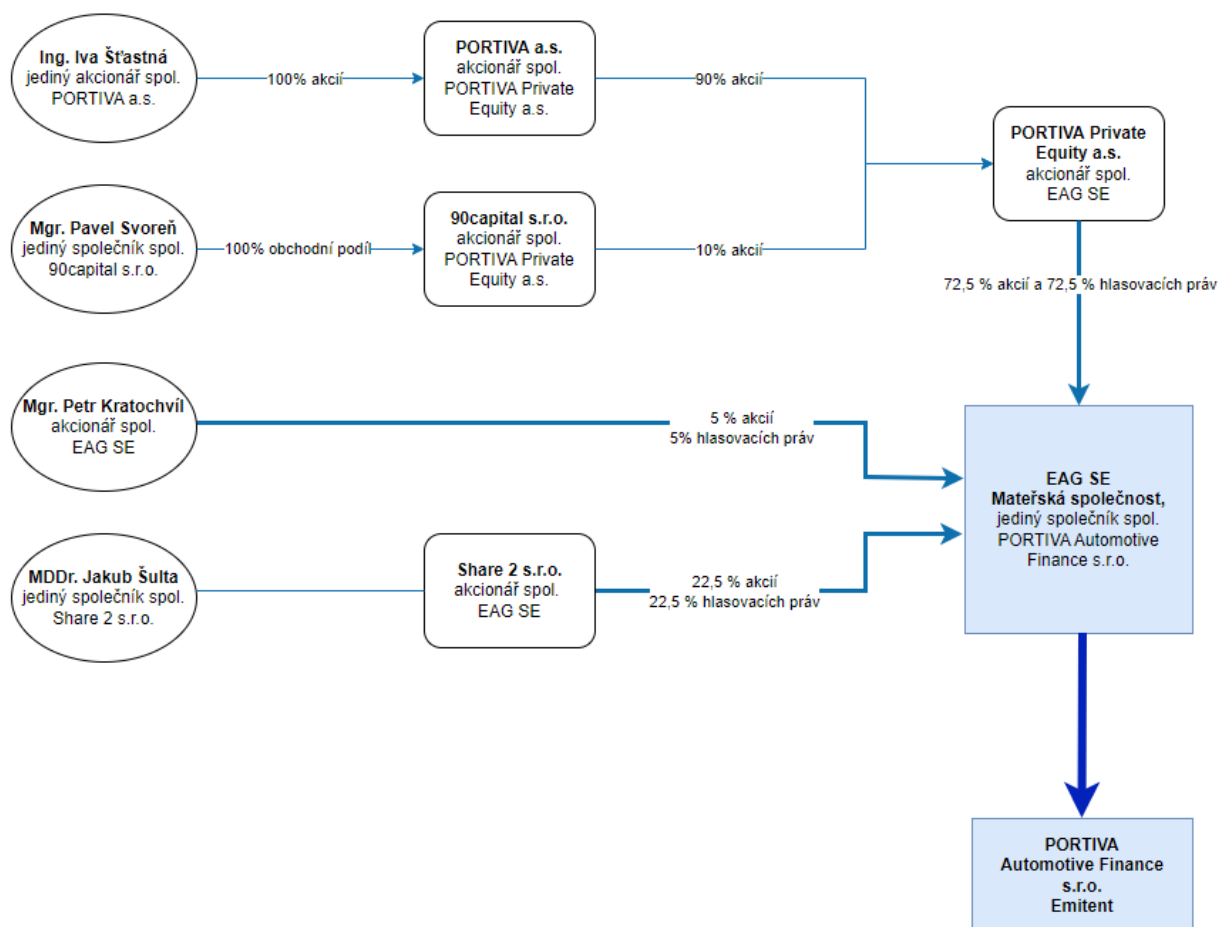 Ing. Iva Šťastná
jediný akcionář spol.
PORTIVA a.s.
100% akcií
PORTIVA a.s.
akcionář spol.
PORTIVA Private
Equity a.s.
90% akcií
PORTIVA Private
Equity a.s.
akcionář spol.
EAG SE
Mgr. Pavel Svoreň
jediný společník spol.
90capital s.r.o.
100% obchodní podíl
90capital s.r.o.
akcionář spol.
PORTIVA Private
Equity a.s.
10% akcií
72,5 % akcií a 72,5 % hlasovacích práv
Mgr. Petr Kratochvíl
akcionář spol.
EAG SE
5 % akcií
5% hlasovacích práv
EAG SE
Mateřská společnost,
jediný společník spol.
PORTIVA Automotive
Finance s.r.o.
MDDr. Jakub Šulta
jediný společník spol.
Share 2 s.r.o.
Share 2 s.r.o.
akcionář spol.
EAG SE
22,5 % akcií
22,5 % hlasovacích práv
PORTIVA
Automotive Finance
s.r.o.
Emitent